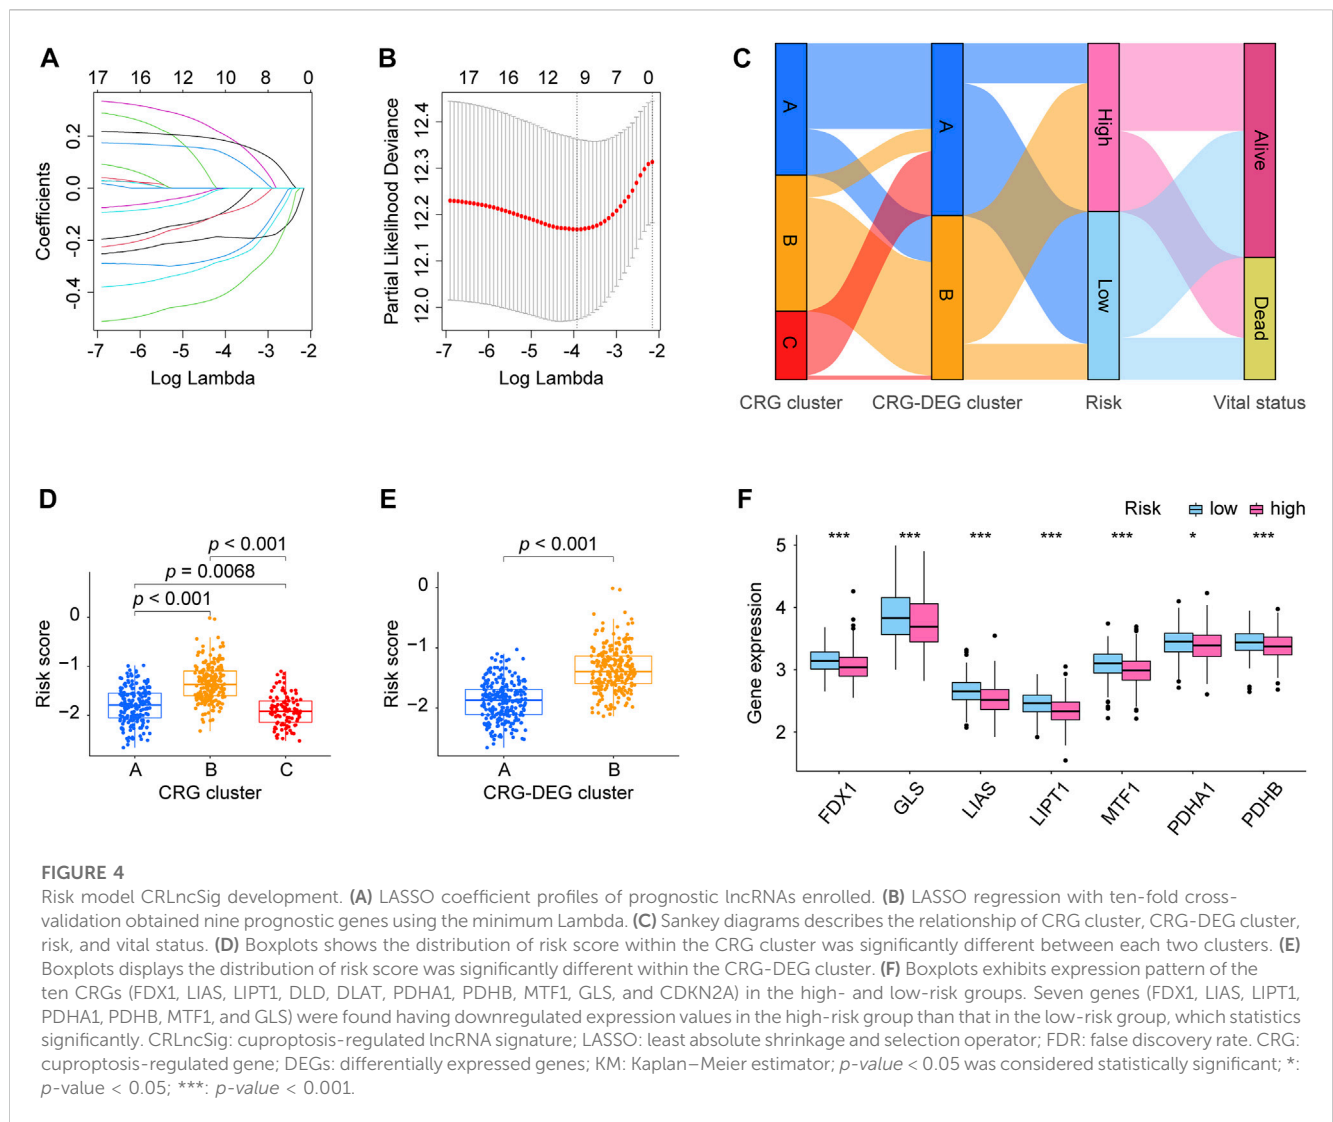 A
17 16 12 10 8 0
Coefficients
0.2
0.0
-0.2
-0.4
-7 -6 -5 -4 -3 -2
Log Lambda
B
17 16 12 9 7 0
Partial Likelihood Deviance
12.4
12.3
12.2
12.1
12.0
-7 -6 -5 -4 -3 -2
Log Lambda
C
A
B
C
A
B
High
Low
Alive
Dead
CRG cluster CRG-DEG cluster Risk Vital status
D
p < 0.001
p = 0.0068
p < 0.001
Risk score
0
−1
−2
A B C
CRG cluster
E
p < 0.001
Risk score
0
−1
−2
A B
CRG-DEG cluster
F
Risk low high
*** *** *** *** *** * ***
Gene expression
5
4
3
2
FDX1 GLS LIAS LIPT1 MTF1 PDHA1 PDHB
FIGURE 4
Risk model CRLncSig development. (A) LASSO coefficient profiles of prognostic lncRNAs enrolled. (B) LASSO regression with ten-fold cross-
validation obtained nine prognostic genes using the minimum Lambda. (C) Sankey diagrams describes the relationship of CRG cluster, CRG-DEG cluster,
risk, and vital status. (D) Boxplots shows the distribution of risk score within the CRG cluster was significantly different between each two clusters. (E)
Boxplots displays the distribution of risk score was significantly different within the CRG-DEG cluster. (F) Boxplots exhibits expression pattern of the
ten CRGs (FDX1, LIAS, LIPT1, DLD, DLAT, PDHA1, PDHB, MTF1, GLS, and CDKN2A) in the high- and low-risk groups. Seven genes (FDX1, LIAS, LIPT1,
PDHA1, PDHB, MTF1, and GLS) were found having downregulated expression values in the high-risk group than that in the low-risk group, which statistics
significantly. CRLncSig: cuproptosis-regulated lncRNA signature; LASSO: least absolute shrinkage and selection operator; FDR: false discovery rate. CRG:
cuproptosis-regulated gene; DEGs: differentially expressed genes; KM: Kaplan–Meier estimator; p-value < 0.05 was considered statistically significant; *:
p-value < 0.05; ***: p-value < 0.001.